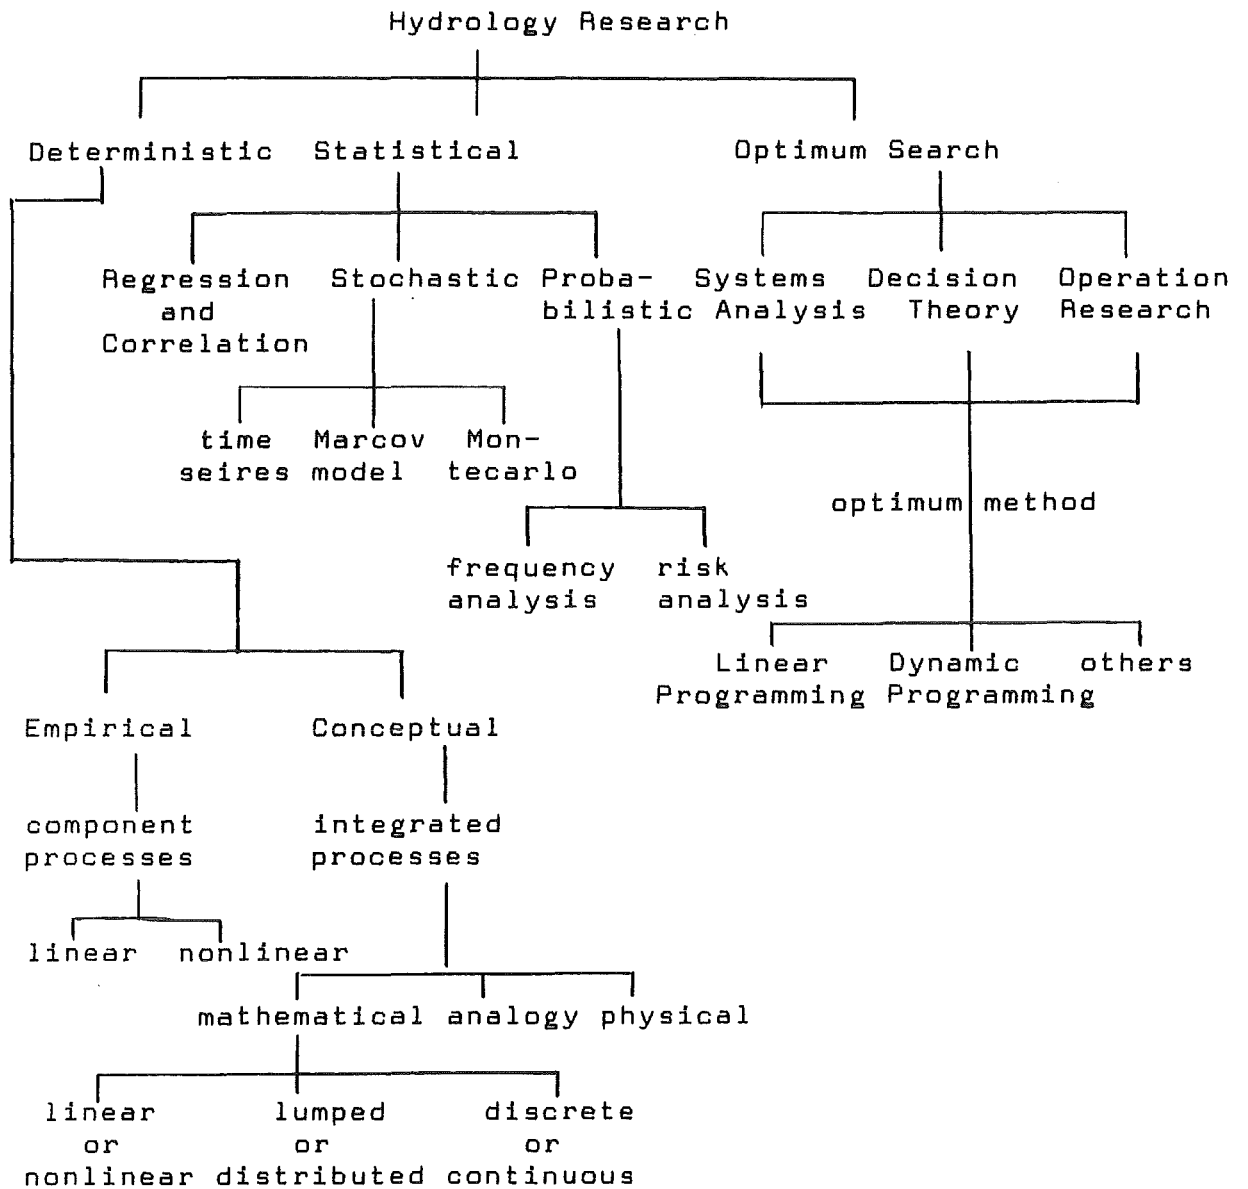 Hydrology Research
Deterministic Statistical Optimum Search
Regression Stochastic Proba- Systems Decision Operation
and bilistic Analysis Theory Research
Correlation
time Marcov Mon-
seires model tecarlo
optimum method
frequency risk
analysis analysis
Linear Dynamic others
Programming Programming
Empirical Conceptual
component integrated
processes processes
linear nonlinear
mathematical analogy physical
linear lumped discrete
or or or
nonlinear distributed continuous